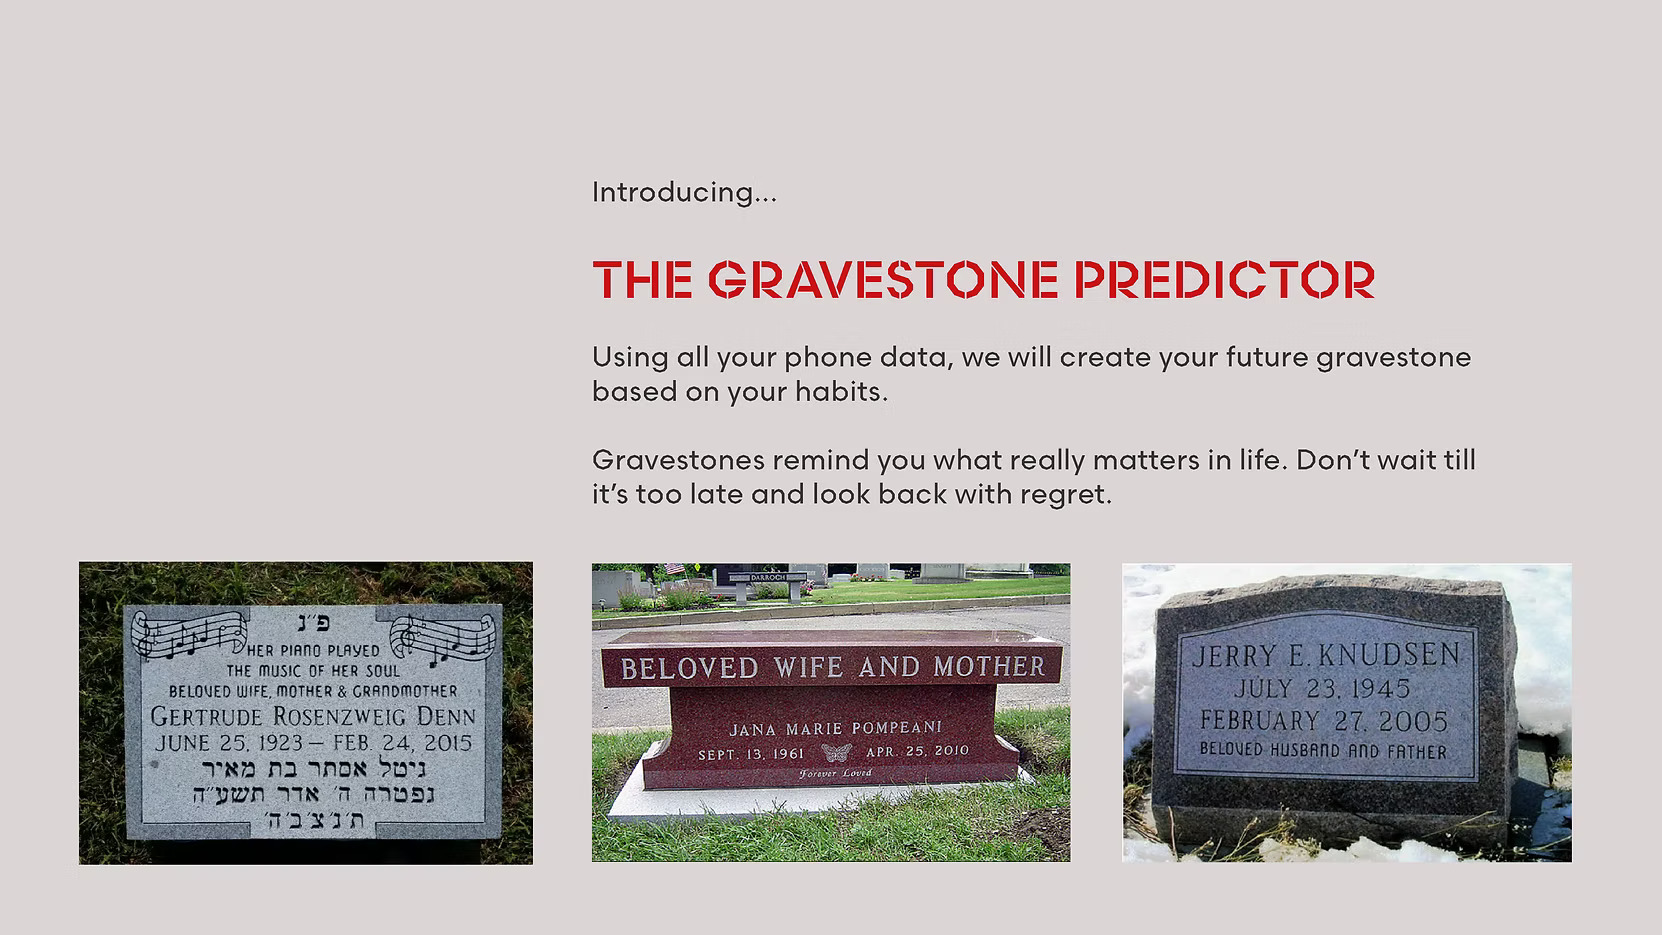 Introducing...
THE GRAVESTONE PREDICTOR
Using all your phone data, we will create your future gravestone
based on your habits.
Gravestones remind you what really matters in life. Don't wait till
it's too late and look back with regret.
פ״נ
HER PIANO PLAYED
THE MUSIC OF HER SOUL
BELOVED WIFE, MOTHER & GRANDMOTHER
GERTRUDE ROSENZWEIG DENN
JUNE 25, 1923 – FEB. 24, 2015
גיטל אסתר בת מאיר
נפטרה ה׳ אדר תשע״ה
ת׳נ׳צ׳ב׳ה׳
DARROCH
BELOVED WIFE AND MOTHER
JANA MARIE POMPEANI
SEPT. 13, 1961 APR. 25, 2010
Forever Loved
JERRY E. KNUDSEN
JULY 23, 1945
FEBRUARY 27, 2005
BELOVED HUSBAND AND FATHER